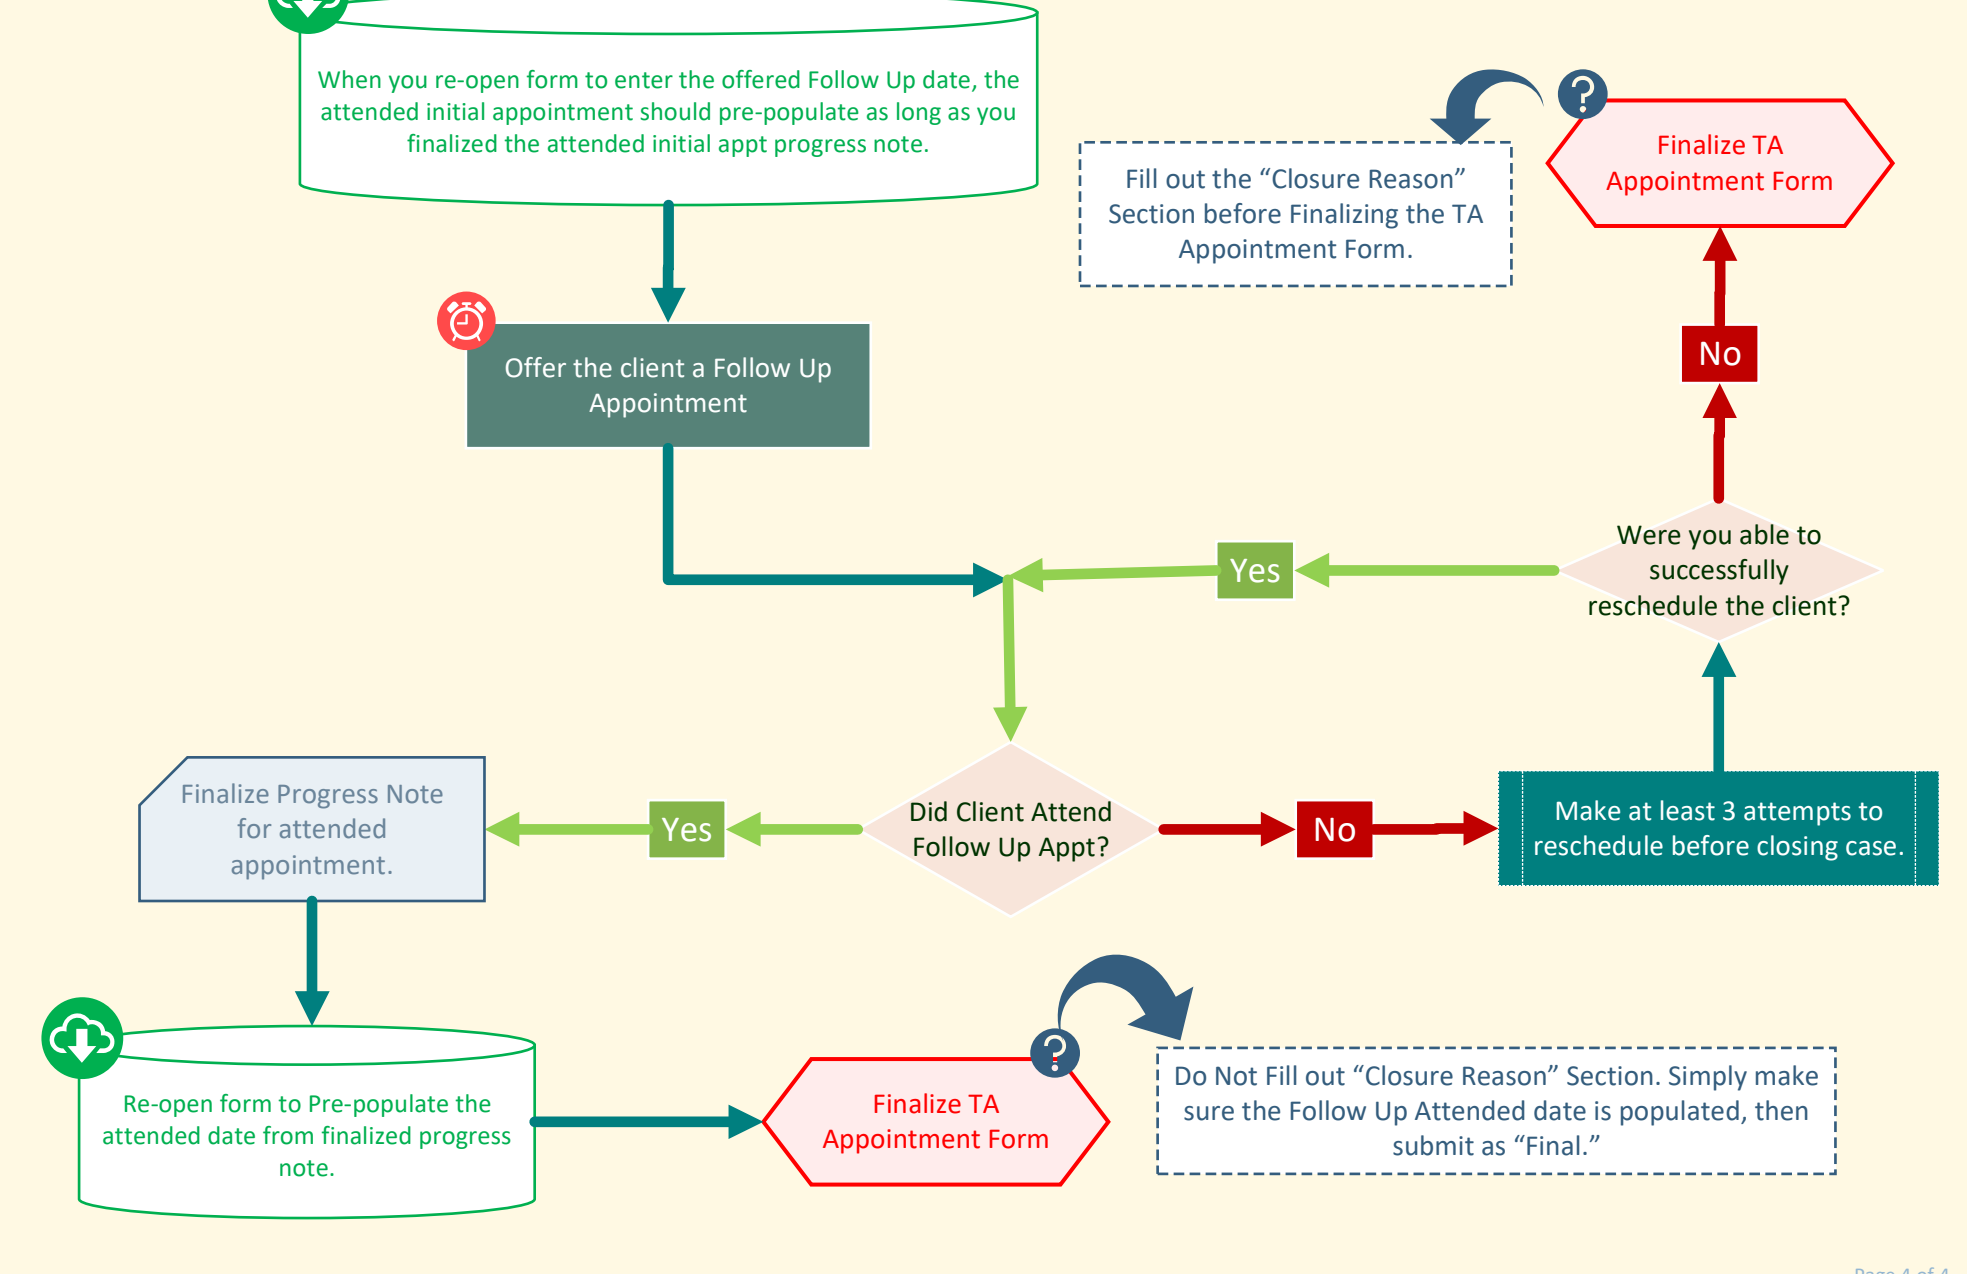 When you re-open form to enter the offered Follow Up date, the
attended initial appointment should pre-populate as long as you
finalized the attended initial appt progress note.
Finalize TA
Appointment Form
Fill out the “Closure Reason”
Section before Finalizing the TA
Appointment Form.
Offer the client a Follow Up
Appointment
No
Were you able to
successfully
reschedule the client?
Yes
Finalize Progress Note
for attended
appointment.
Yes
Did Client Attend
Follow Up Appt?
No
Make at least 3 attempts to
reschedule before closing case.
Re-open form to Pre-populate the
attended date from finalized progress
note.
Finalize TA
Appointment Form
Do Not Fill out “Closure Reason” Section. Simply make
sure the Follow Up Attended date is populated, then
submit as “Final.”
Page 4 of 4